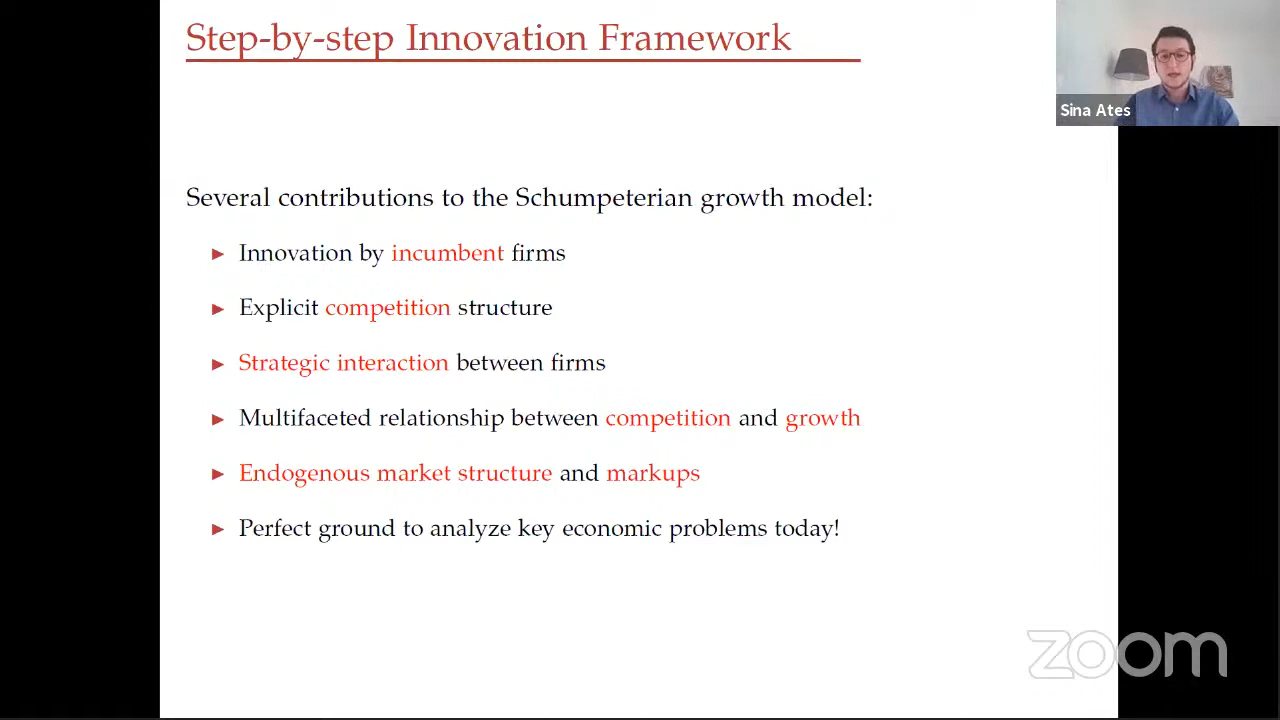 Step-by-step Innovation Framework
Sina Ates
Several contributions to the Schumpeterian growth model:
Innovation by incumbent firms
Explicit competition structure
Strategic interaction between firms
Multifaceted relationship between competition and growth
Endogenous market structure and markups
Perfect ground to analyze key economic problems today!
zoom